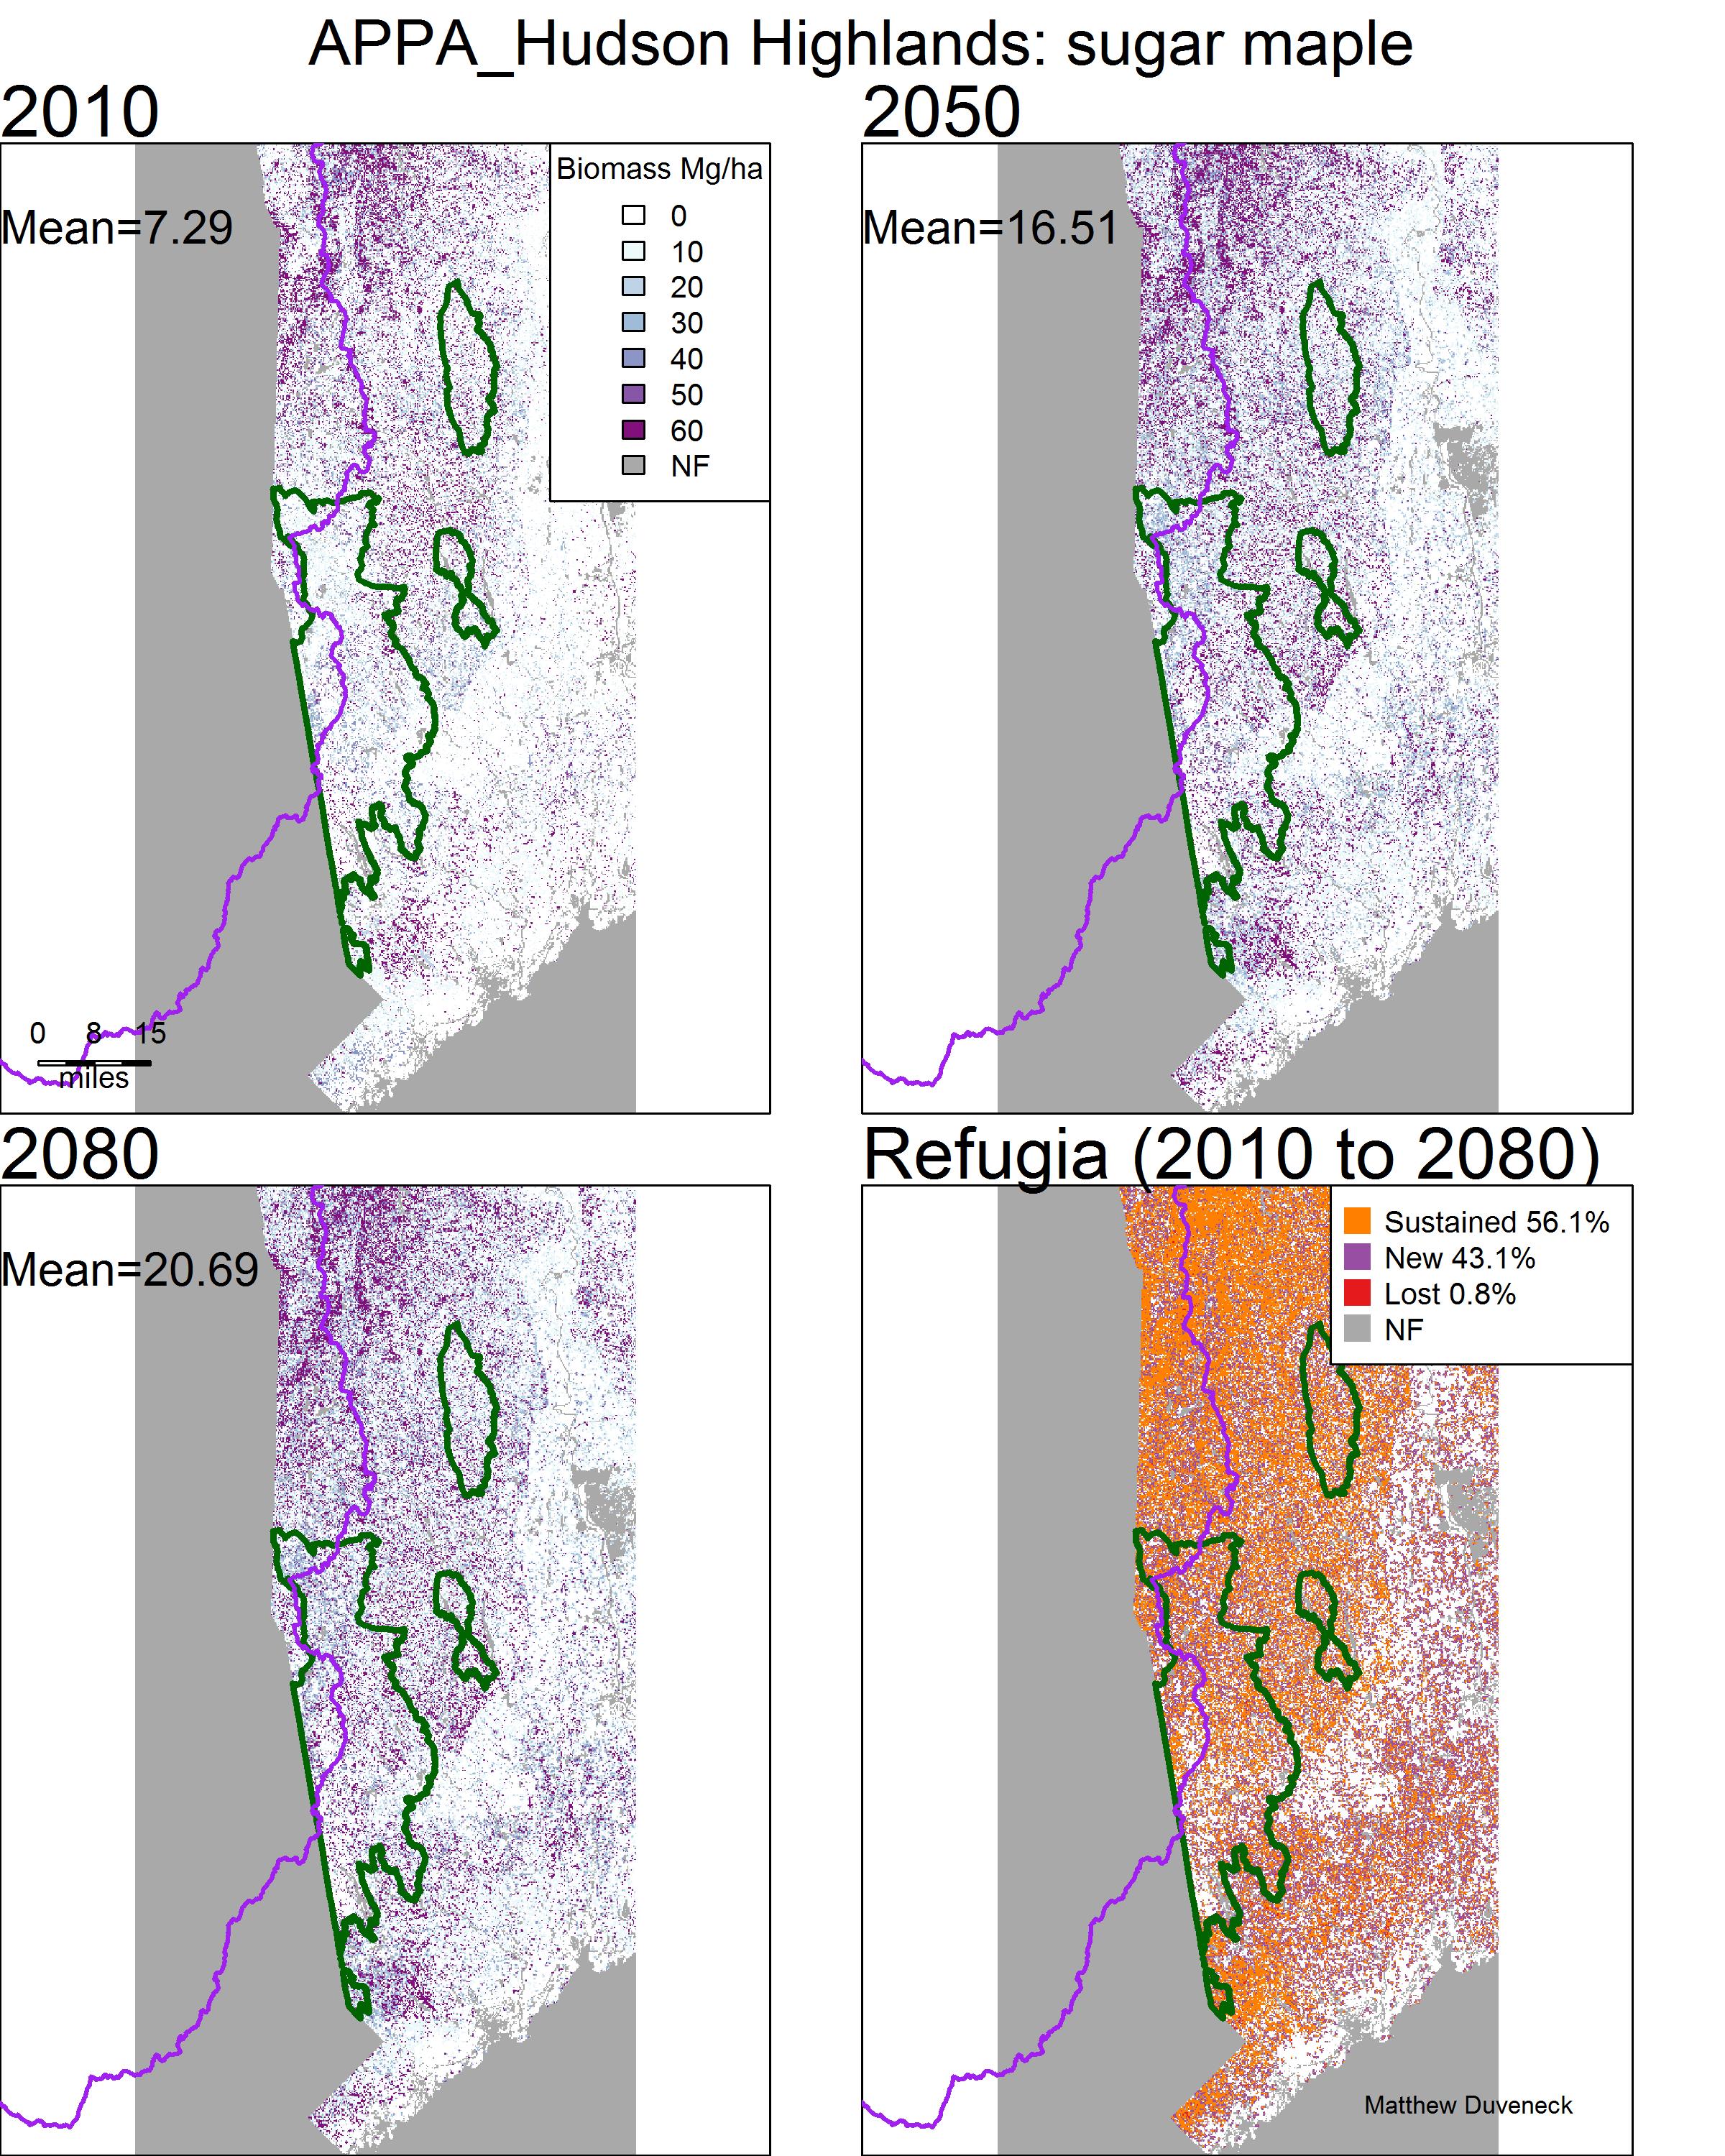 APPA_Hudson Highlands: sugar maple
2010
Mean=7.29
Biomass Mg/ha
0
10
20
30
40
50
60
NF
0 8 15
miles
2050
Mean=16.51
2080
Mean=20.69
Refugia (2010 to 2080)
Sustained 56.1%
New 43.1%
Lost 0.8%
NF
Matthew Duveneck